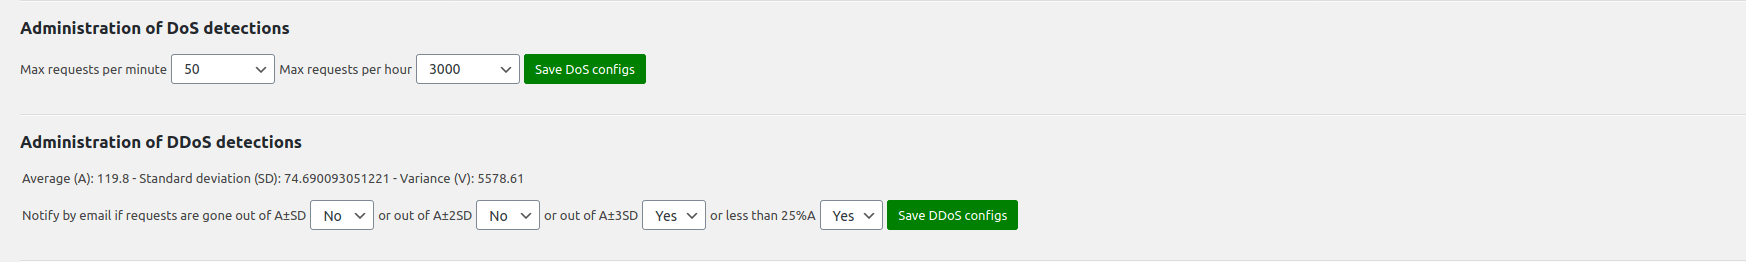 Administration of DoS detections
Max requests per minute 50 Max requests per hour 3000 Save DoS configs
Administration of DDoS detections
Average (A): 119.8 - Standard deviation (SD): 74.690093051221 - Variance (V): 5578.61
Notify by email if requests are gone out of A±SD No or out of A±2SD No or out of A±3SD Yes or less than 25%A Yes Save DDoS configs